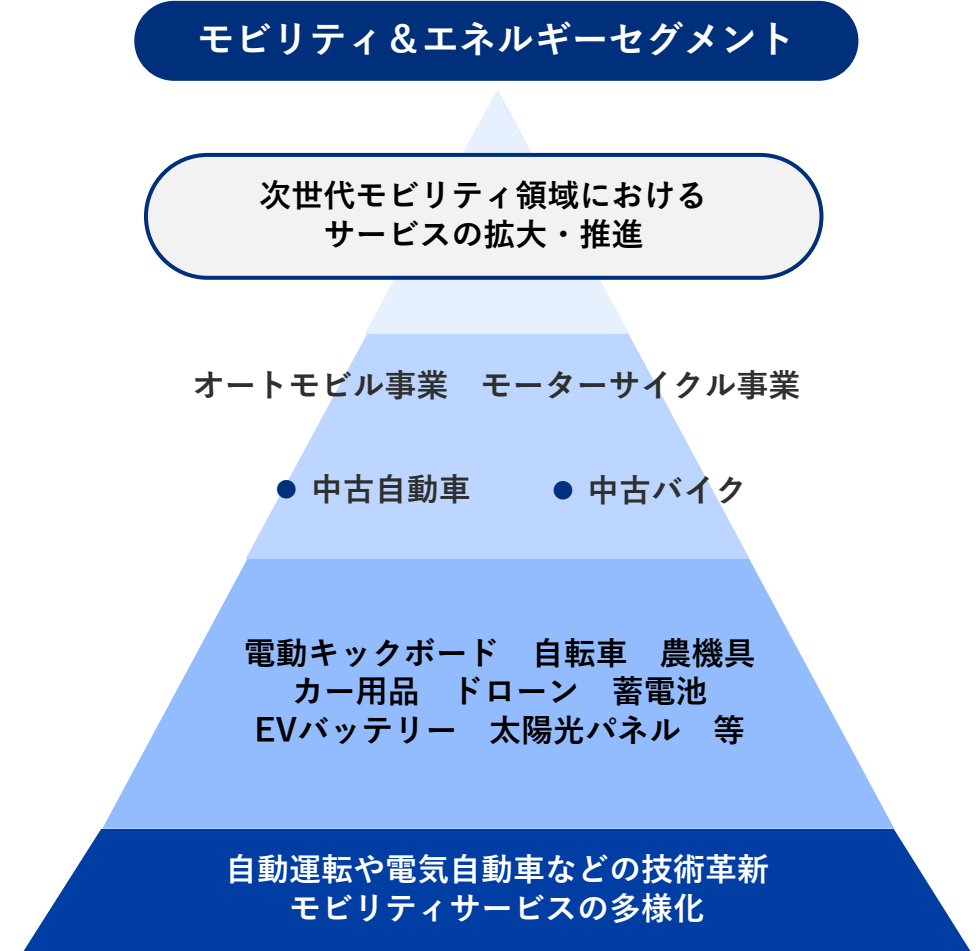 モビリティ＆エネルギーセグメント
次世代モビリティ領域における
サービスの拡大・推進
オートモビル事業　モーターサイクル事業
● 中古自動車　● 中古バイク
電動キックボード　自転車　農機具
カー用品　ドローン　蓄電池
EVバッテリー　太陽光パネル　等
自動運転や電気自動車などの技術革新
モビリティサービスの多様化